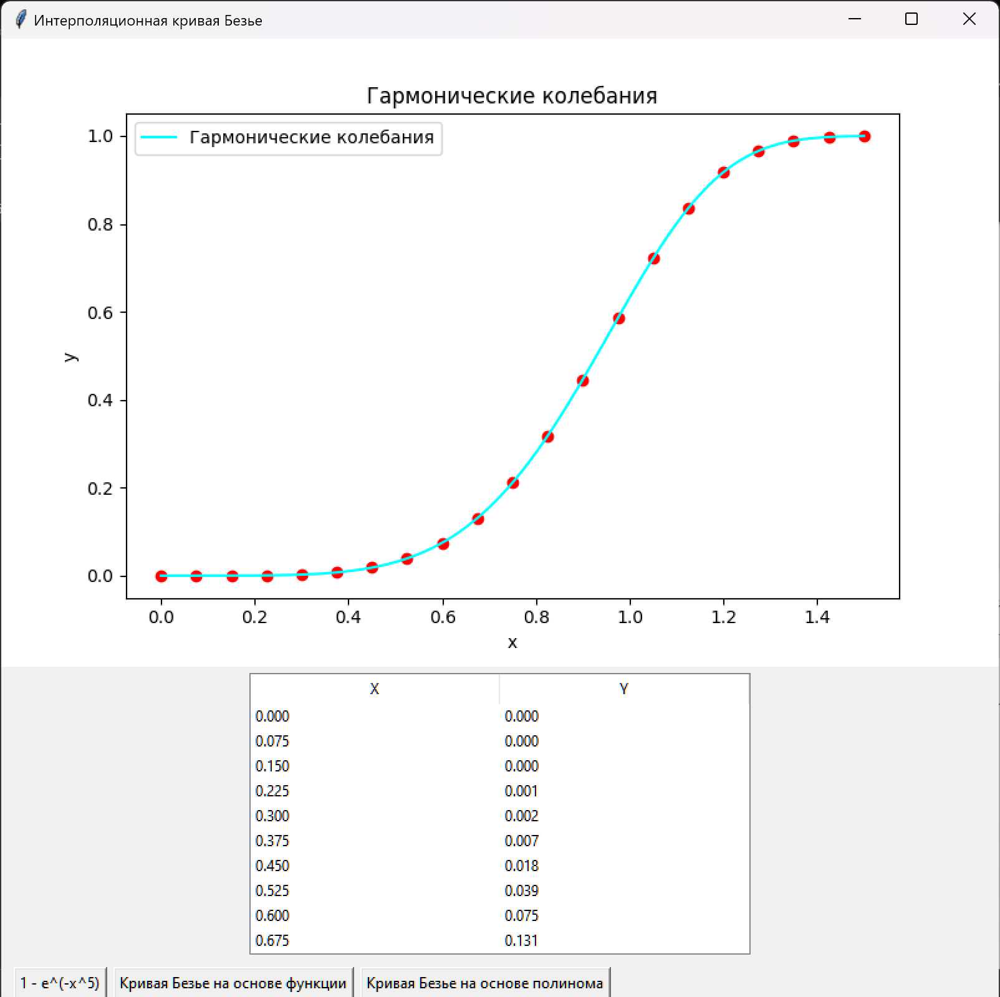 Интерполяционная кривая Безье
Гармонические колебания
Гармонические колебания
1.0
0.8
0.6
0.4
0.2
0.0
y
0.0 0.2 0.4 0.6 0.8 1.0 1.2 1.4
x
X Y
0.000 0.000
0.075 0.000
0.150 0.000
0.225 0.001
0.300 0.002
0.375 0.007
0.450 0.018
0.525 0.039
0.600 0.075
0.675 0.131
1 - e^(-x^5) Кривая Безье на основе функции Кривая Безье на основе полинома